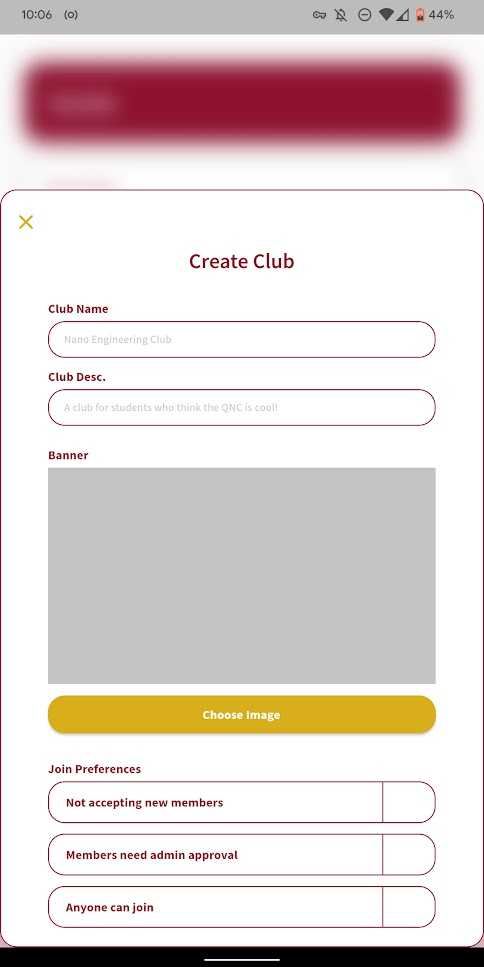 10:06
44%
Create Club
Club Name
Nano Engineering Club
Club Desc.
A club for students who think the QNC is cool!
Banner
Choose Image
Join Preferences
Not accepting new members
Members need admin approval
Anyone can join